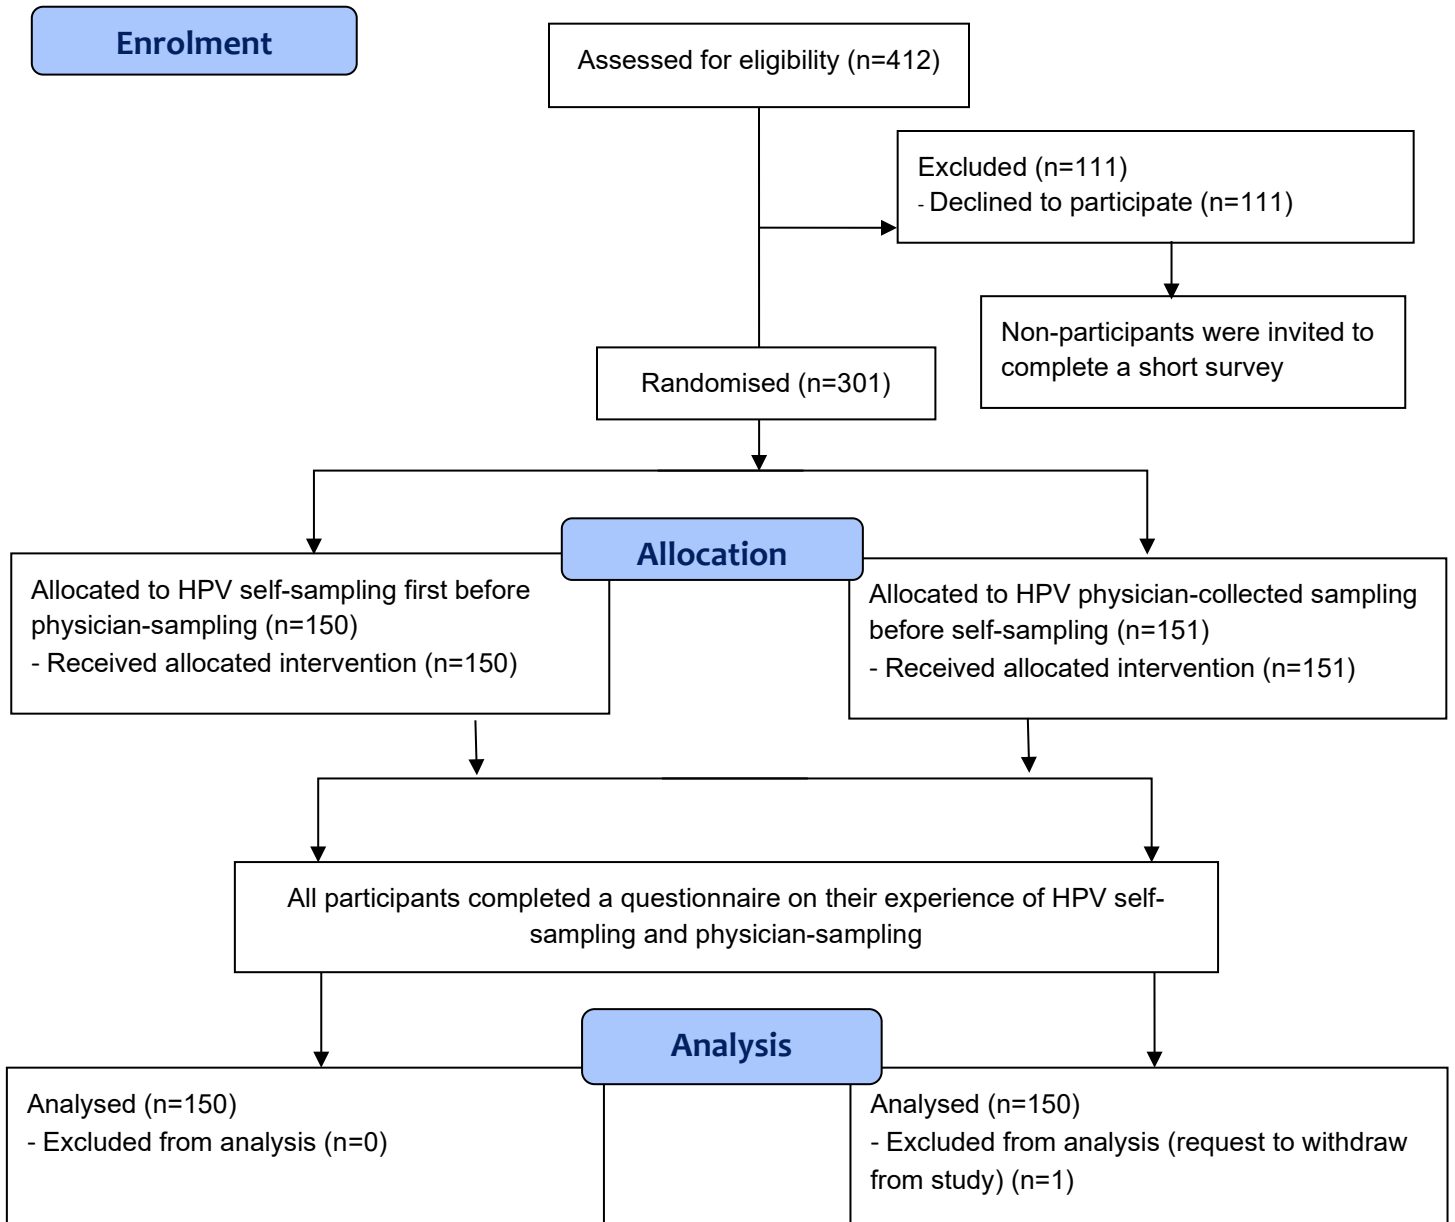 Enrolment
Assessed for eligibility (n=412)
Excluded (n=111)
- Declined to participate (n=111)
Non-participants were invited to
complete a short survey
Randomised (n=301)
Allocation
Allocated to HPV self-sampling first before
physician-sampling (n=150)
- Received allocated intervention (n=150)
Allocated to HPV physician-collected sampling
before self-sampling (n=151)
- Received allocated intervention (n=151)
All participants completed a questionnaire on their experience of HPV self-
sampling and physician-sampling
Analysis
Analysed (n=150)
- Excluded from analysis (n=0)
Analysed (n=150)
- Excluded from analysis (request to withdraw
from study) (n=1)